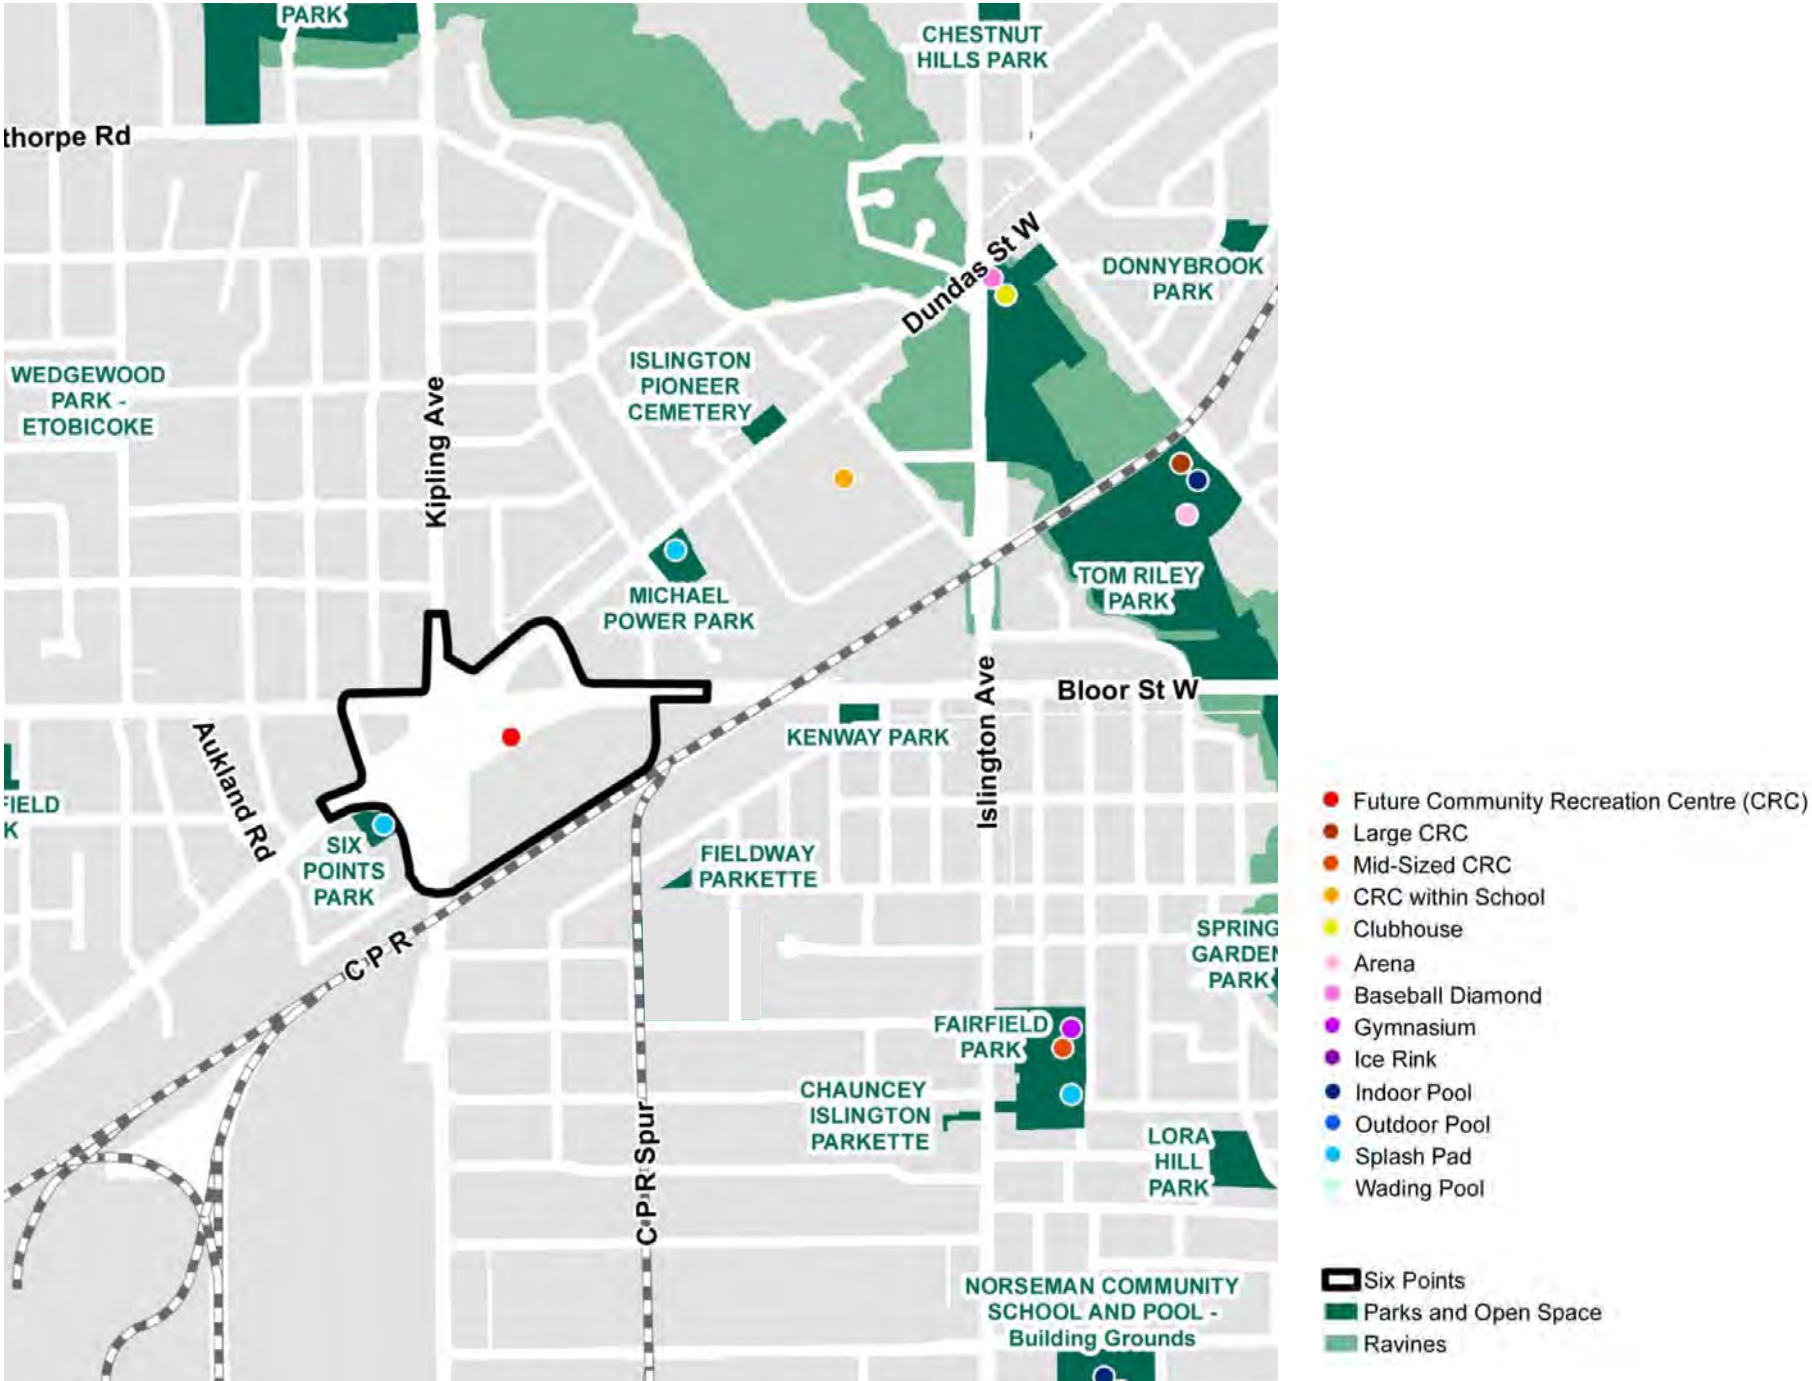 PARK
CHESTNUT
HILLS PARK
thorpe Rd
Dundas St W
DONNYBROOK
PARK
WEDGEWOOD
PARK -
ETOBICOKE
Kipling Ave
ISLINGTON
PIONEER
CEMETERY
MICHAEL
POWER PARK
TOM RILEY
PARK
Bloor St W
Islington Ave
KENWAY PARK
Aukland Rd
FIELD
K
SIX
POINTS
PARK
FIELDWAY
PARKETTE
C P R
SPRING
GARDEN
PARK
FAIRFIELD
PARK
CHAUNCEY
ISLINGTON
PARKETTE
C P R Spur
LORA
HILL
PARK
NORSEMAN COMMUNITY
SCHOOL AND POOL -
Building Grounds
Future Community Recreation Centre (CRC)
Large CRC
Mid-Sized CRC
CRC within School
Clubhouse
Arena
Baseball Diamond
Gymnasium
Ice Rink
Indoor Pool
Outdoor Pool
Splash Pad
Wading Pool
Six Points
Parks and Open Space
Ravines